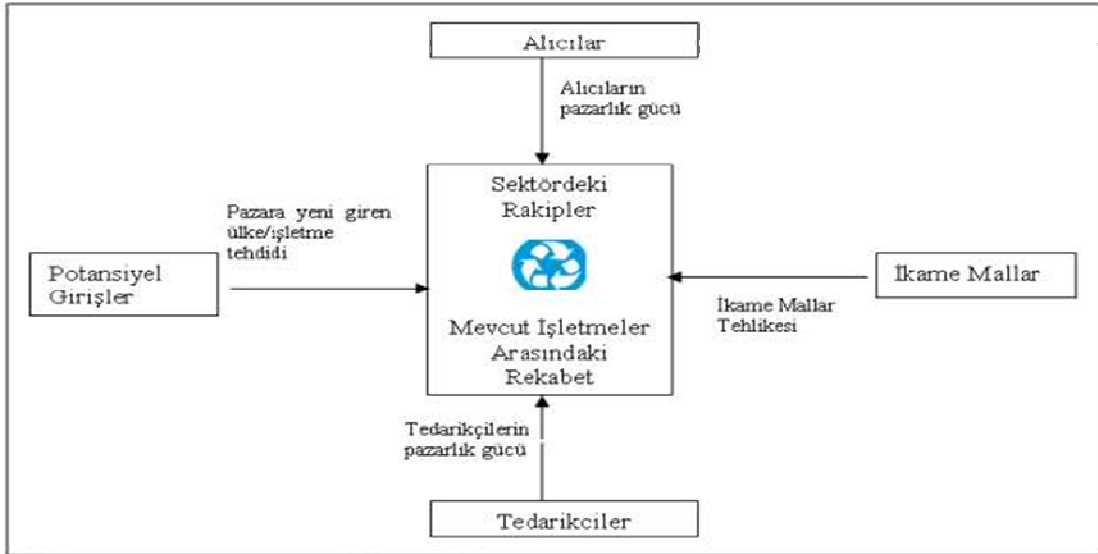 Alıcılar
Alıcıların
pazarlık gücü
Sektördeki
Rakipler
Pazara yeni giren
ülke/işletme
tehdidi
Potansiyel
Girişler
İkame Mallar
İkame Mallar
Tehlikesi
Mevcut İşletmeler
Arasındaki
Rekabet
Tedarikçilerin
pazarlık gücü
Tedarikciler